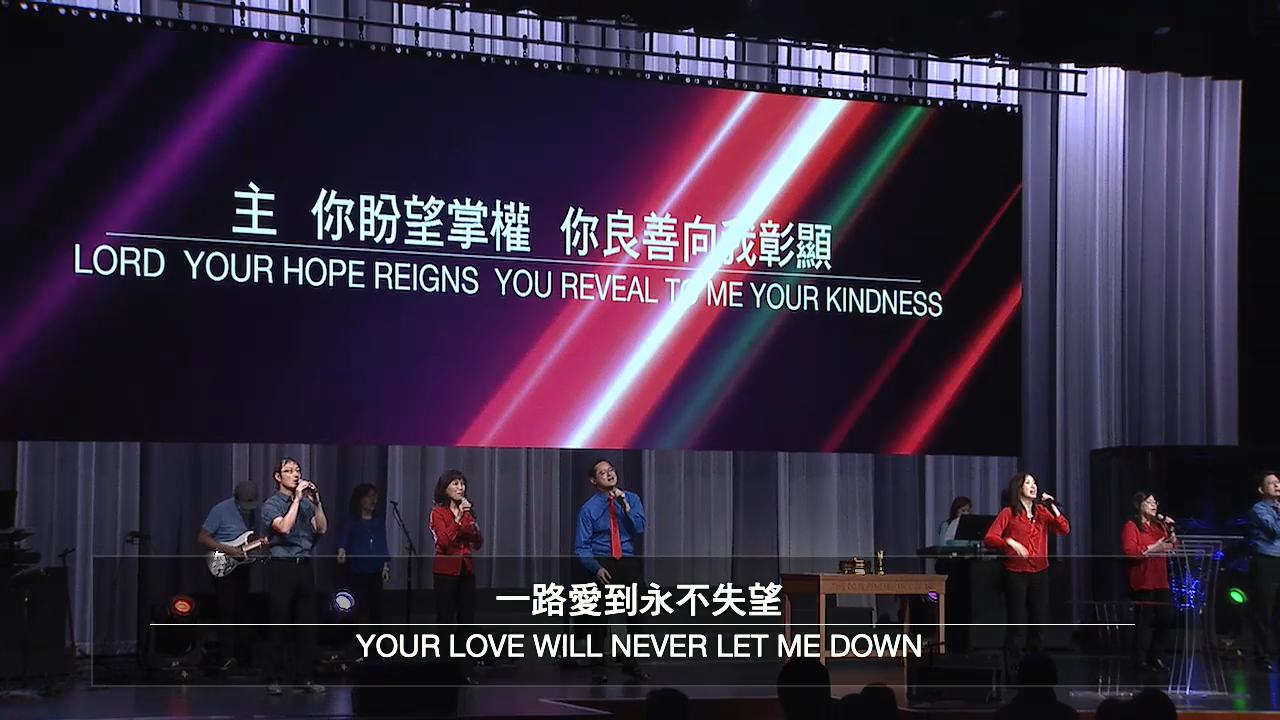 主 你盼望掌權 你良善向我彰顯
LORD YOUR HOPE REIGNS YOU REVEAL TO ME YOUR KINDNESS
一路愛到永不失望
YOUR LOVE WILL NEVER LET ME DOWN